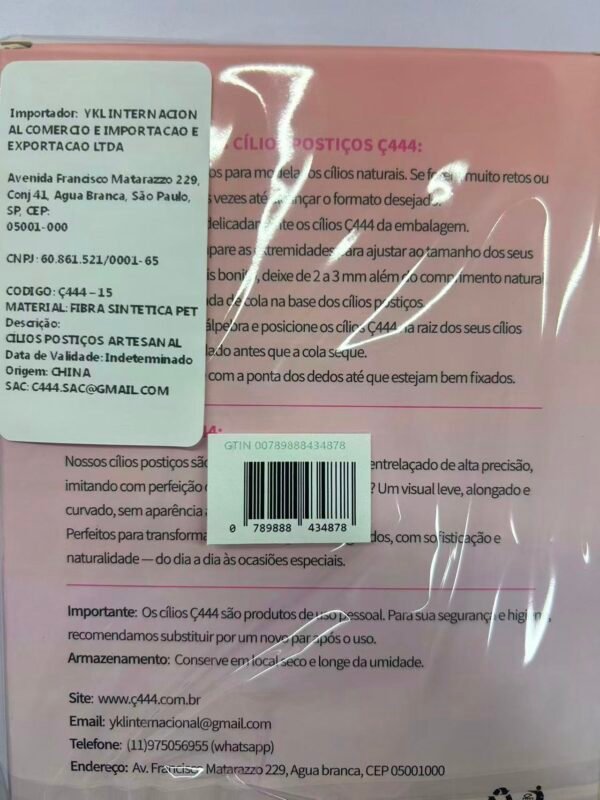 Importador: YKL INTERNACION
AL COMERCIO E IMPORTACAO E
EXPORTACAO LTDA
Avenida Francisco Matarazzo 229,
Conj 41, Agua Branca, São Paulo,
SP, CEP:
05001-000
CNPJ: 60.861.521/0001-65
CODIGO: Ç444 – 15
MATERIAL: FIBRA SINTETICA PET
Descrição:
CILIOS POSTIÇOS ARTESANAL
Data de Validade: Indeterminado
Origem: CHINA
SAC: C444.SAC@GMAIL.COM
CÍLIOS POSTIÇOS Ç444:
para modelar os cílios naturais. Se forem muito retos ou
vezes até alcançar o formato desejado.
os cílios Ç444 da embalagem.
as extremidades para ajustar ao tamanho dos seus
deixe de 2 a 3 mm além do comprimento natural
de cola na base dos cílios postiços.
e posicione os cílios Ç444 na raiz dos seus cílios
antes que a cola seque.
com a ponta dos dedos até que estejam bem fixados.
GTIN 00789888434878
0 789888 434878
Nossos cílios postiços entrelaçado de alta precisão,
imitando com perfeição ? Um visual leve, alongado e
curvado, sem aparência
Perfeitos para com sofisticação e
naturalidade — do dia a dia às ocasiões especiais.
Importante: Os cílios Ç444 são produtos de uso pessoal. Para sua segurança e higiene,
recomendamos substituir por um novo par após o uso.
Armazenamento: Conserve em local seco e longe da umidade.
Site: www.ç444.com.br
Email: yklinternacional@gmail.com
Telefone: (11)975056955 (whatsapp)
Endereço: Av. Francisco Matarazzo 229, Agua branca, CEP 05001000